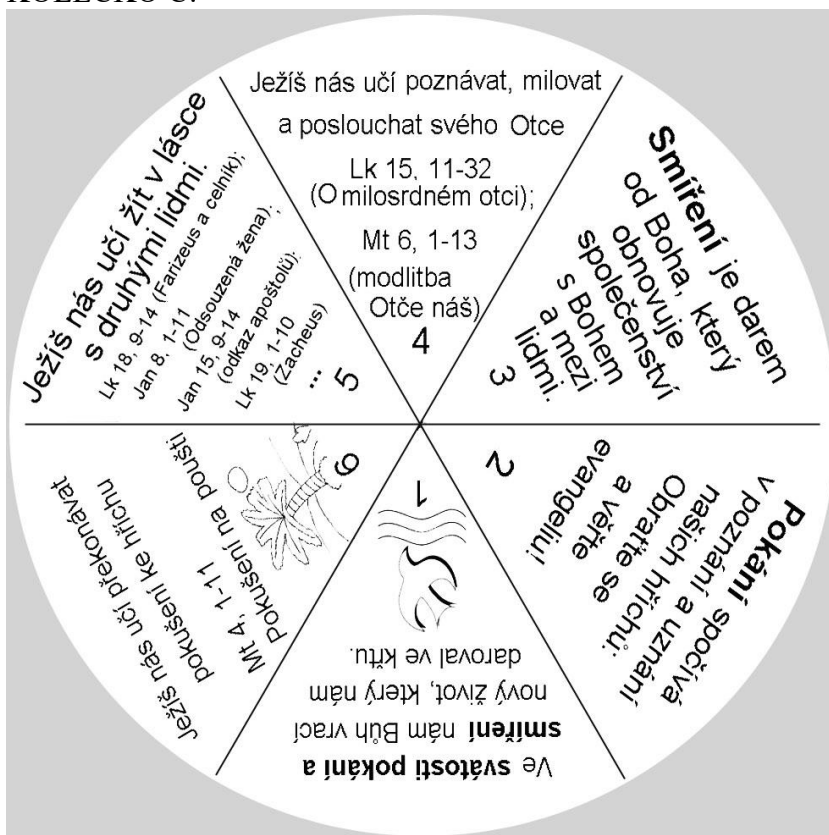 Ve svátosti pokání a
smíření nám Bůh vrací
nový život, který nám
daroval ve křtu.
1
Pokání spočívá
v poznání a uznání
našich hříchů:
Obraťte se
a věřte
evangeliu!
2
Smíření je darem
od Boha, který
obnovuje
společenství
s Bohem
a mezi
lidmi.
3
Ježíš nás učí poznávat, milovat
a poslouchat svého Otce
Lk 15, 11-32
(O milosrdném otci);
Mt 6, 1-13
(modlitba
Otče náš)
4
Ježíš nás učí žít v lásce
s druhými lidmi.
Lk 18, 9-14 (Farizeus a celník);
Jan 8, 1-11
(Odsouzená žena);
Jan 15, 9-14
(odkaz apoštolů);
Lk 19, 1-10
(Zacheus)
...
5
Ježíš nás učí překonávat
pokušení ke hříchu
Mt 4, 1-11
Pokušení na poušti
6